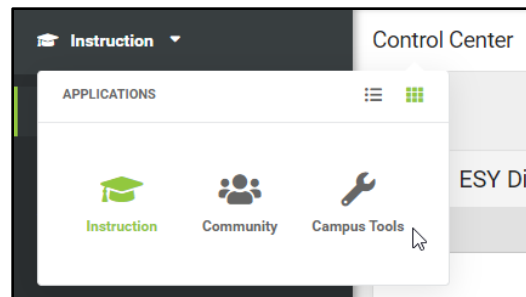 Instruction
Control Center
APPLICATIONS
ESY Di
Instruction Community Campus Tools